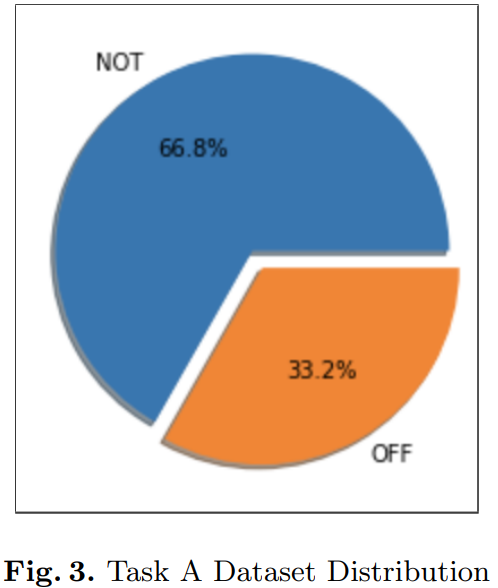 NOT
66.8%
33.2%
OFF
Fig. 3. Task A Dataset Distribution